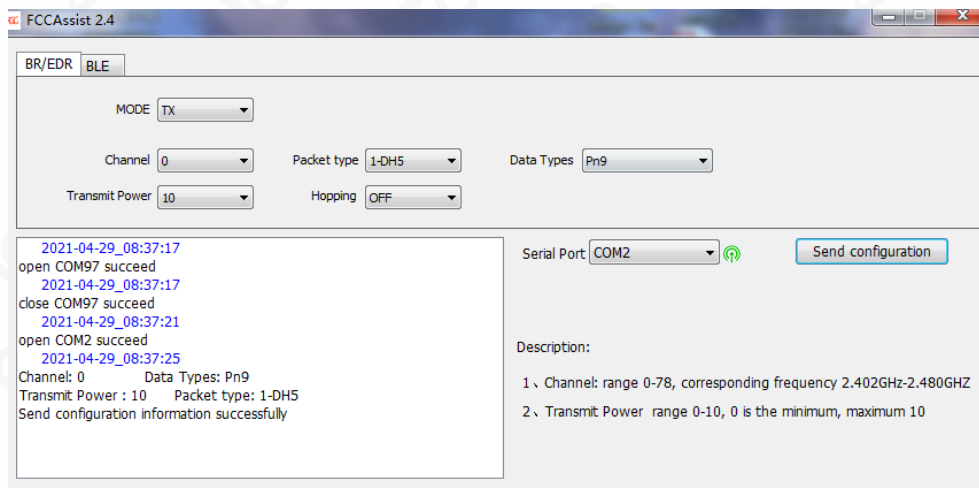 FCCAssist 2.4
BR/EDR BLE
MODE TX
Channel 0 Packet type 1-DH5 Data Types Pn9
Transmit Power 10 Hopping OFF
2021-04-29_08:37:17
open COM97 succeed
2021-04-29_08:37:17
close COM97 succeed
2021-04-29_08:37:21
open COM2 succeed
2021-04-29_08:37:25
Channel: 0 Data Types: Pn9
Transmit Power : 10 Packet type: 1-DH5
Send configuration information successfully
Serial Port COM2 Send configuration
Description:
1、Channel: range 0-78, corresponding frequency 2.402GHz-2.480GHZ
2、Transmit Power range 0-10, 0 is the minimum, maximum 10